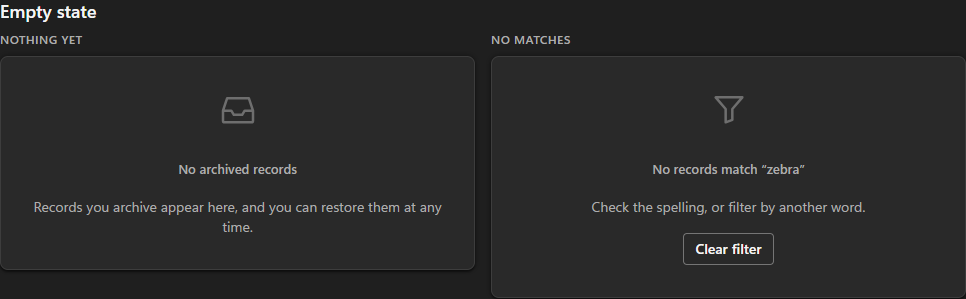 Empty state
NOTHING YET
No archived records
Records you archive appear here, and you can restore them at any
time.
NO MATCHES
No records match “zebra”
Check the spelling, or filter by another word.
Clear filter